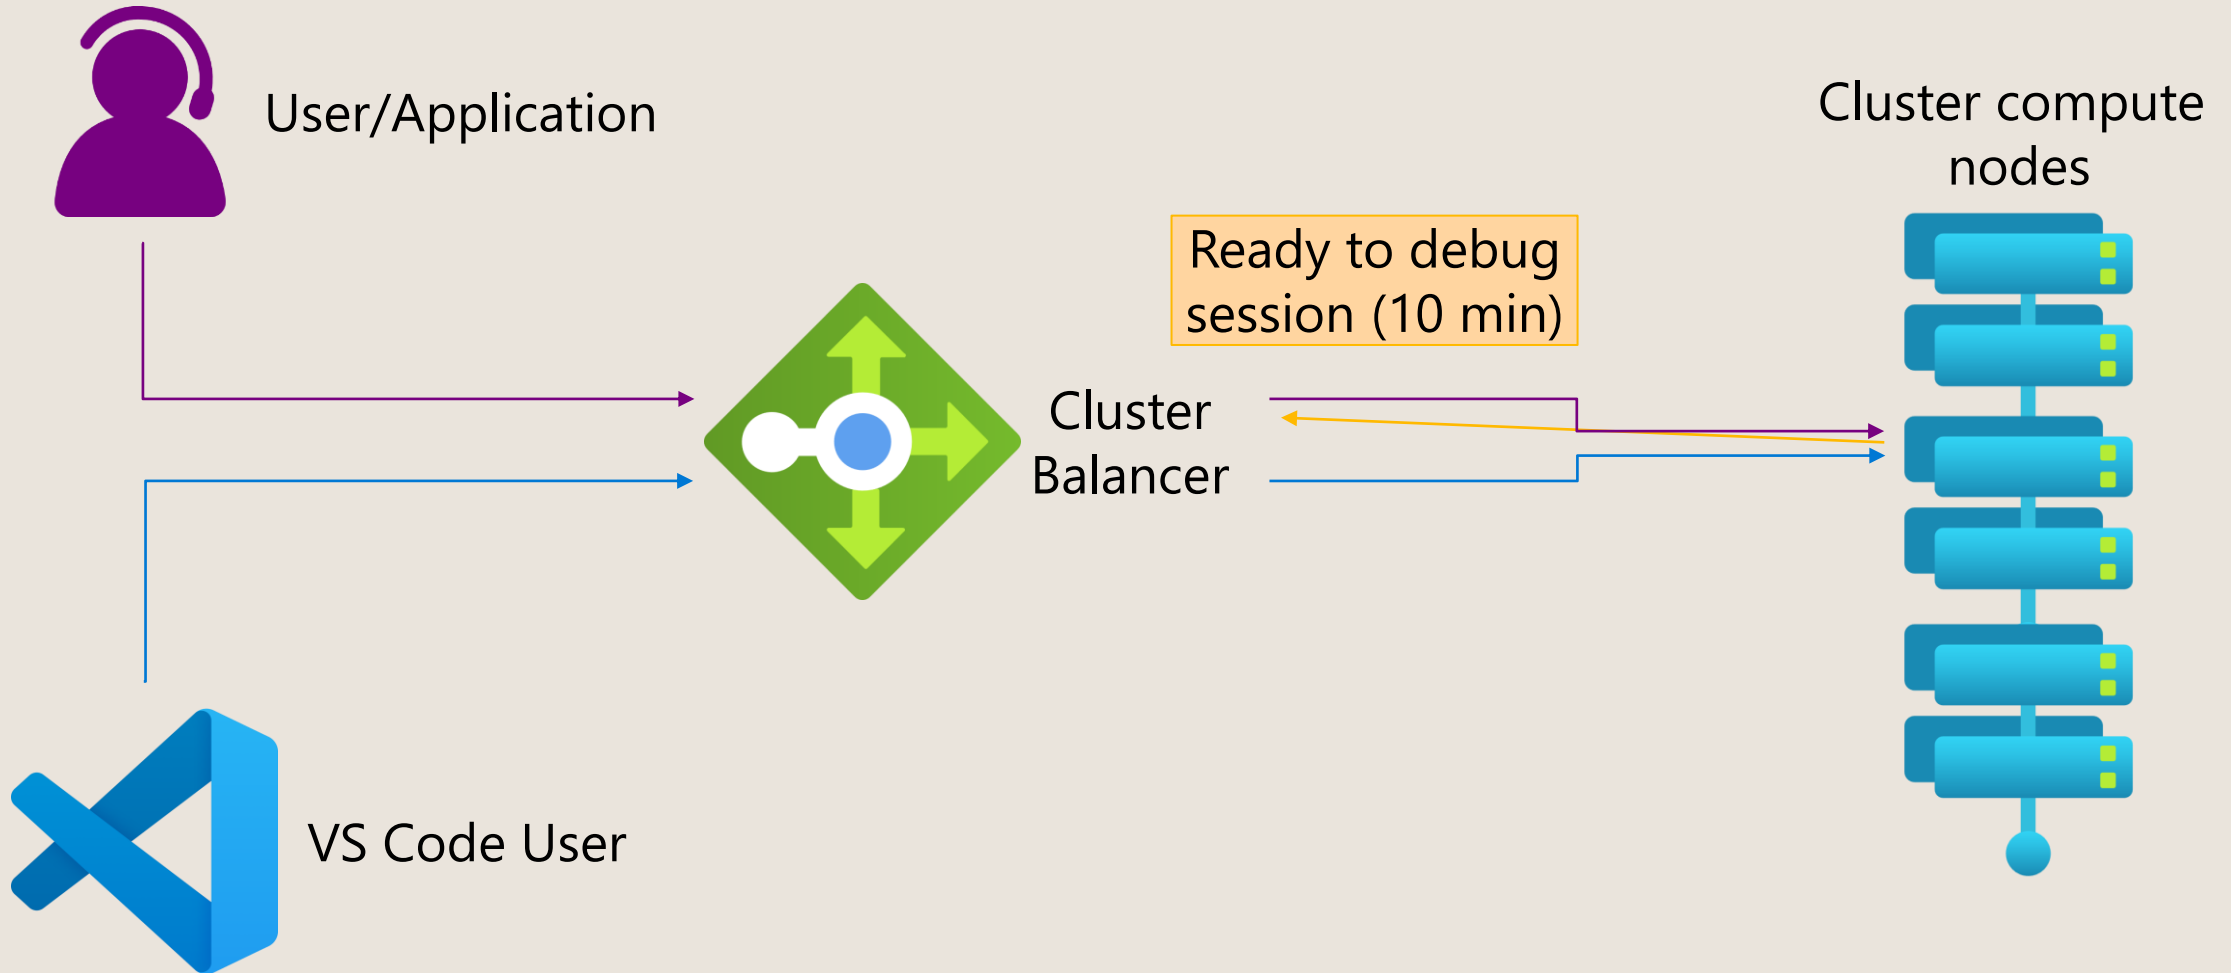 User/Application
Cluster compute
nodes
Ready to debug
session (10 min)
Cluster
Balancer
VS Code User